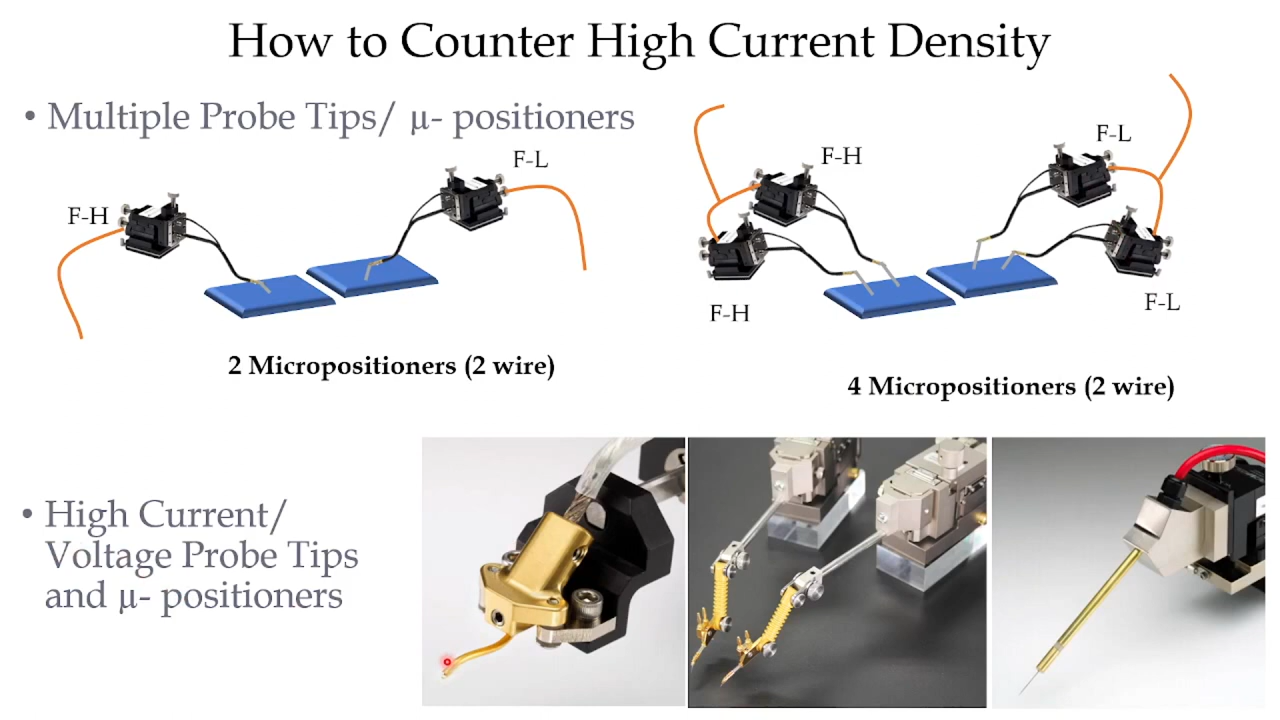 How to Counter High Current Density
• Multiple Probe Tips/ µ- positioners
F-H
F-L
2 Micropositioners (2 wire)
F-H
F-H
F-L
F-L
4 Micropositioners (2 wire)
• High Current/
Voltage Probe Tips
and µ- positioners